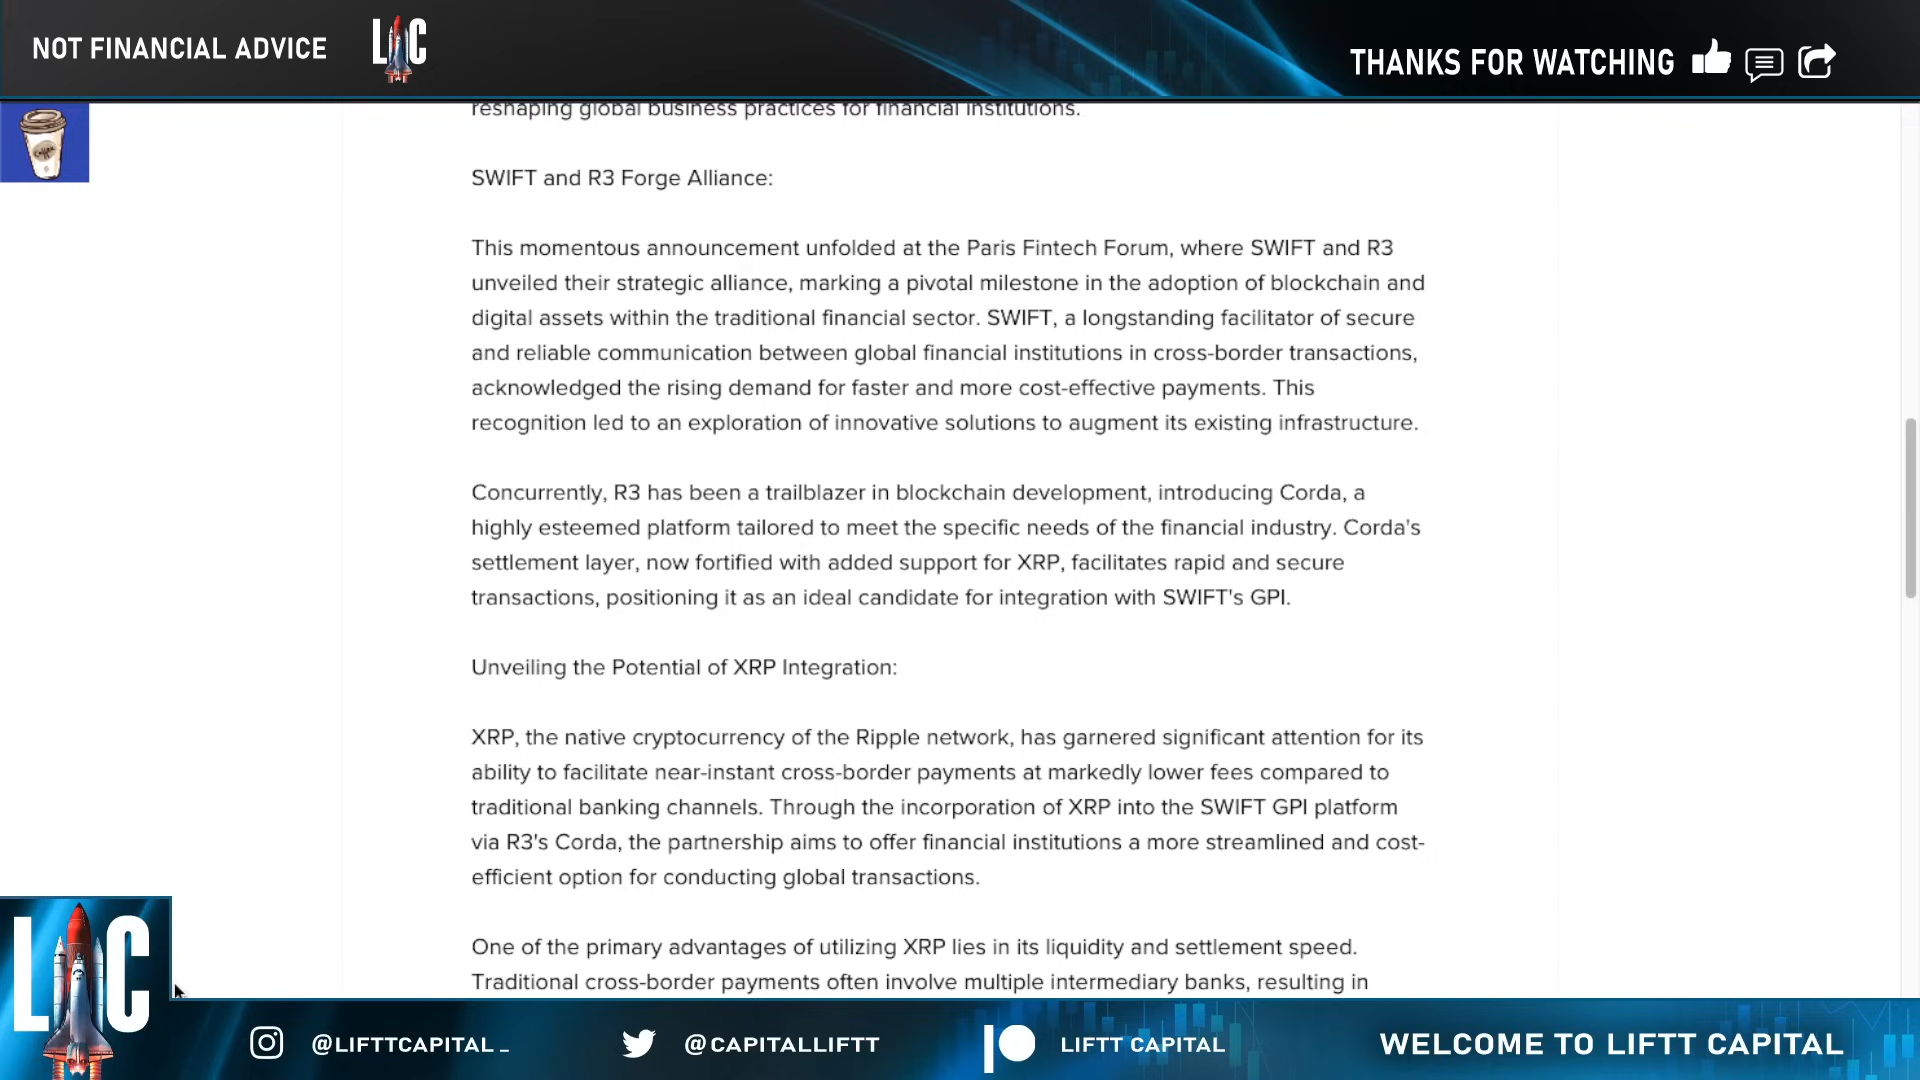 NOT FINANCIAL ADVICE
LC
THANKS FOR WATCHING
reshaping global business practices for financial institutions.
SWIFT and R3 Forge Alliance:
This momentous announcement unfolded at the Paris Fintech Forum, where SWIFT and R3
unveiled their strategic alliance, marking a pivotal milestone in the adoption of blockchain and
digital assets within the traditional financial sector. SWIFT, a longstanding facilitator of secure
and reliable communication between global financial institutions in cross-border transactions,
acknowledged the rising demand for faster and more cost-effective payments. This
recognition led to an exploration of innovative solutions to augment its existing infrastructure.
Concurrently, R3 has been a trailblazer in blockchain development, introducing Corda, a
highly esteemed platform tailored to meet the specific needs of the financial industry. Corda's
settlement layer, now fortified with added support for XRP, facilitates rapid and secure
transactions, positioning it as an ideal candidate for integration with SWIFT's GPI.
Unveiling the Potential of XRP Integration:
XRP, the native cryptocurrency of the Ripple network, has garnered significant attention for its
ability to facilitate near-instant cross-border payments at markedly lower fees compared to
traditional banking channels. Through the incorporation of XRP into the SWIFT GPI platform
via R3's Corda, the partnership aims to offer financial institutions a more streamlined and cost-
efficient option for conducting global transactions.
One of the primary advantages of utilizing XRP lies in its liquidity and settlement speed.
Traditional cross-border payments often involve multiple intermediary banks, resulting in
LC
@LIFTTCAPITAL_
@CAPITALLIFTT
LIFTT CAPITAL
WELCOME TO LIFTT CAPITAL